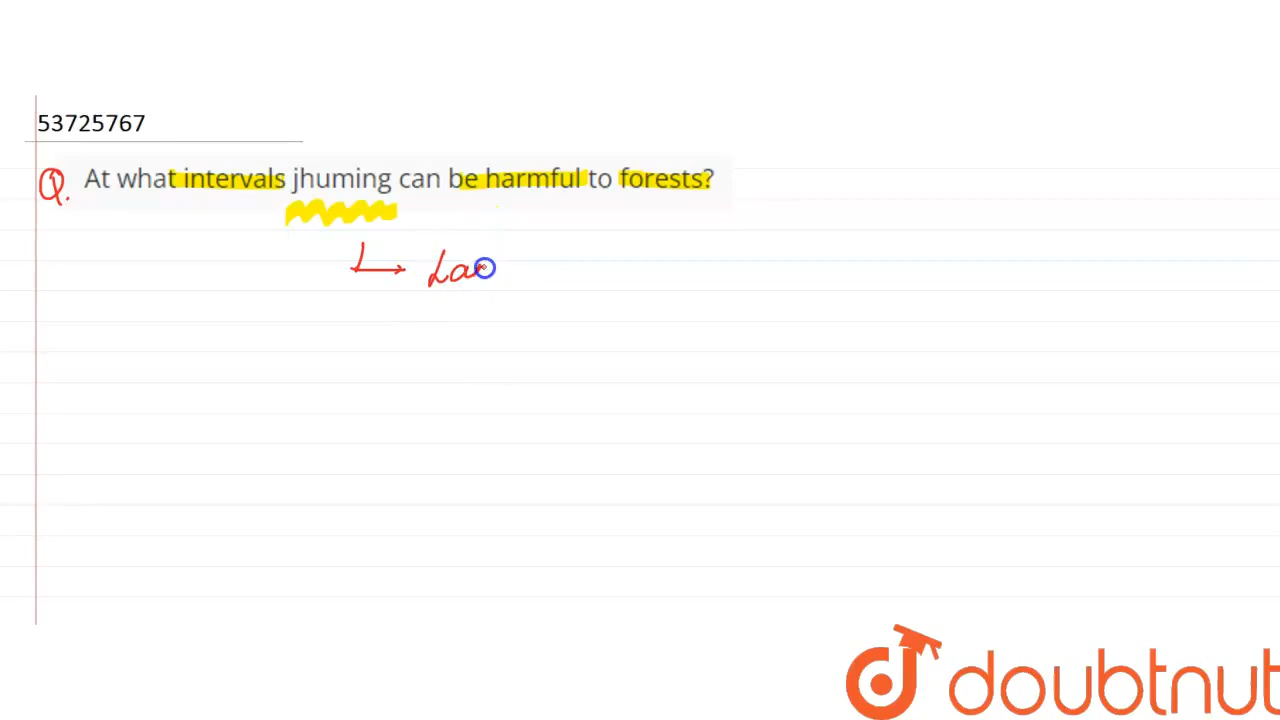 53725767
Q. At what intervals jhuming can be harmful to forests?
doubtnut